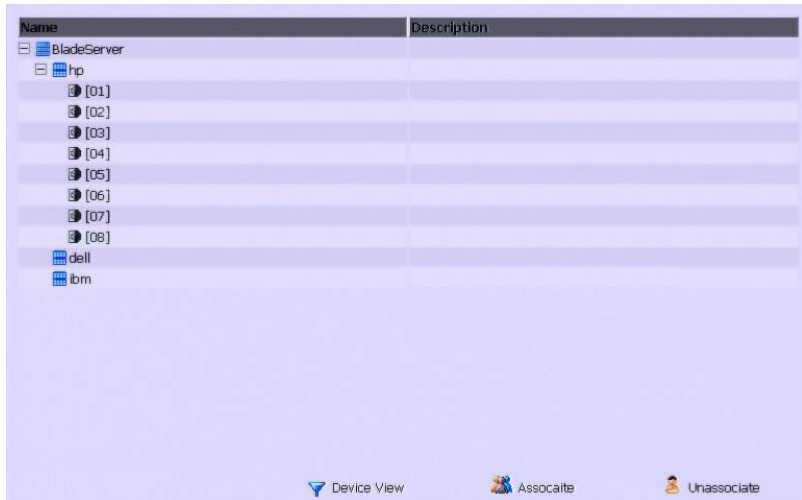 Name Description
BladeServer
hp
[01]
[02]
[03]
[04]
[05]
[06]
[07]
[08]
dell
ibm
Device View Assocaite Unassociate